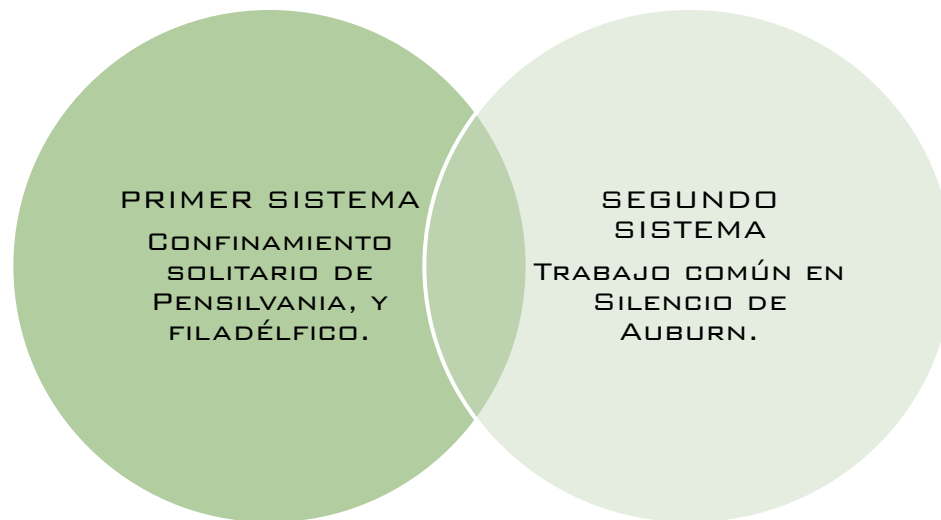 PRIMER SISTEMA
Confinamiento
solitario de
Pensilvania, y
filadélfico.
SEGUNDO
SISTEMA
Trabajo común en
Silencio de
Auburn.